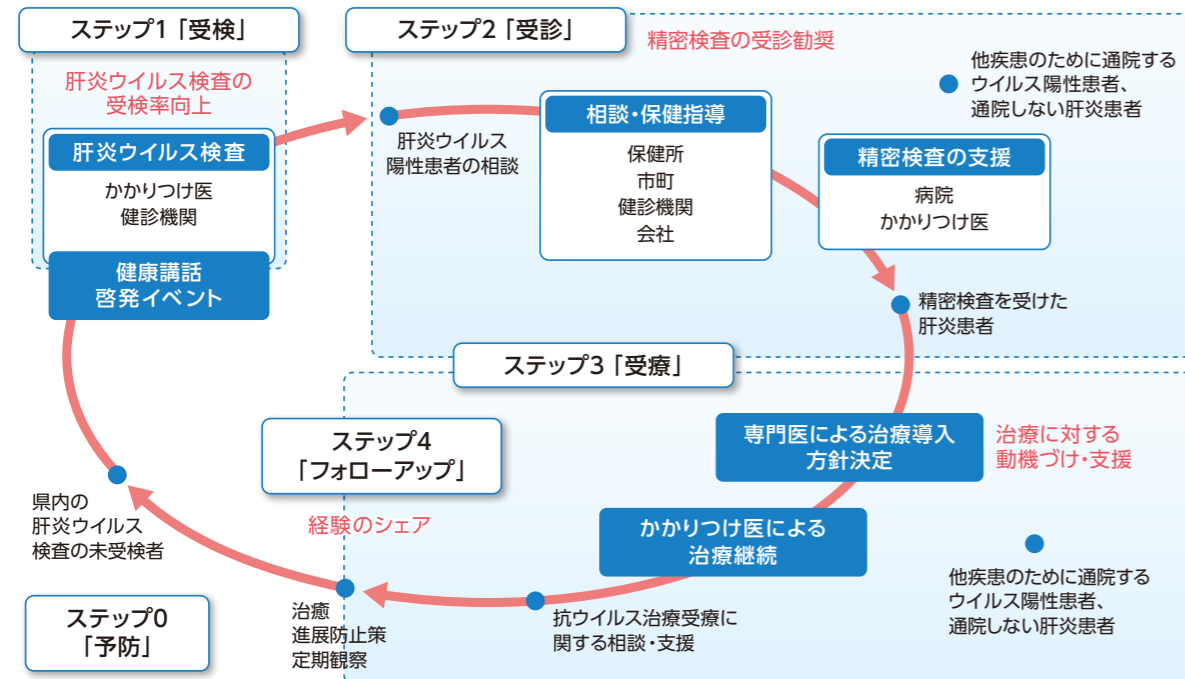 ステップ1「受検」
肝炎ウイルス検査の
受検率向上
肝炎ウイルス検査
かかりつけ医
健診機関
健康講話
啓発イベント
ステップ2「受診」
精密検査の受診勧奨
肝炎ウイルス
陽性患者の相談
相談・保健指導
保健所
市町
健診機関
会社
他疾患のために通院する
ウイルス陽性患者、
通院しない肝炎患者
精密検査の支援
病院
かかりつけ医
精密検査を受けた
肝炎患者
ステップ3「受療」
専門医による治療導入
方針決定
治療に対する
動機づけ・支援
かかりつけ医による
治療継続
他疾患のために通院する
ウイルス陽性患者、
通院しない肝炎患者
抗ウイルス治療受療に
関する相談・支援
ステップ4
「フォローアップ」
経験のシェア
治癒
進展防止策
定期観察
県内の
肝炎ウイルス
検査の未受検者
ステップ0
「予防」